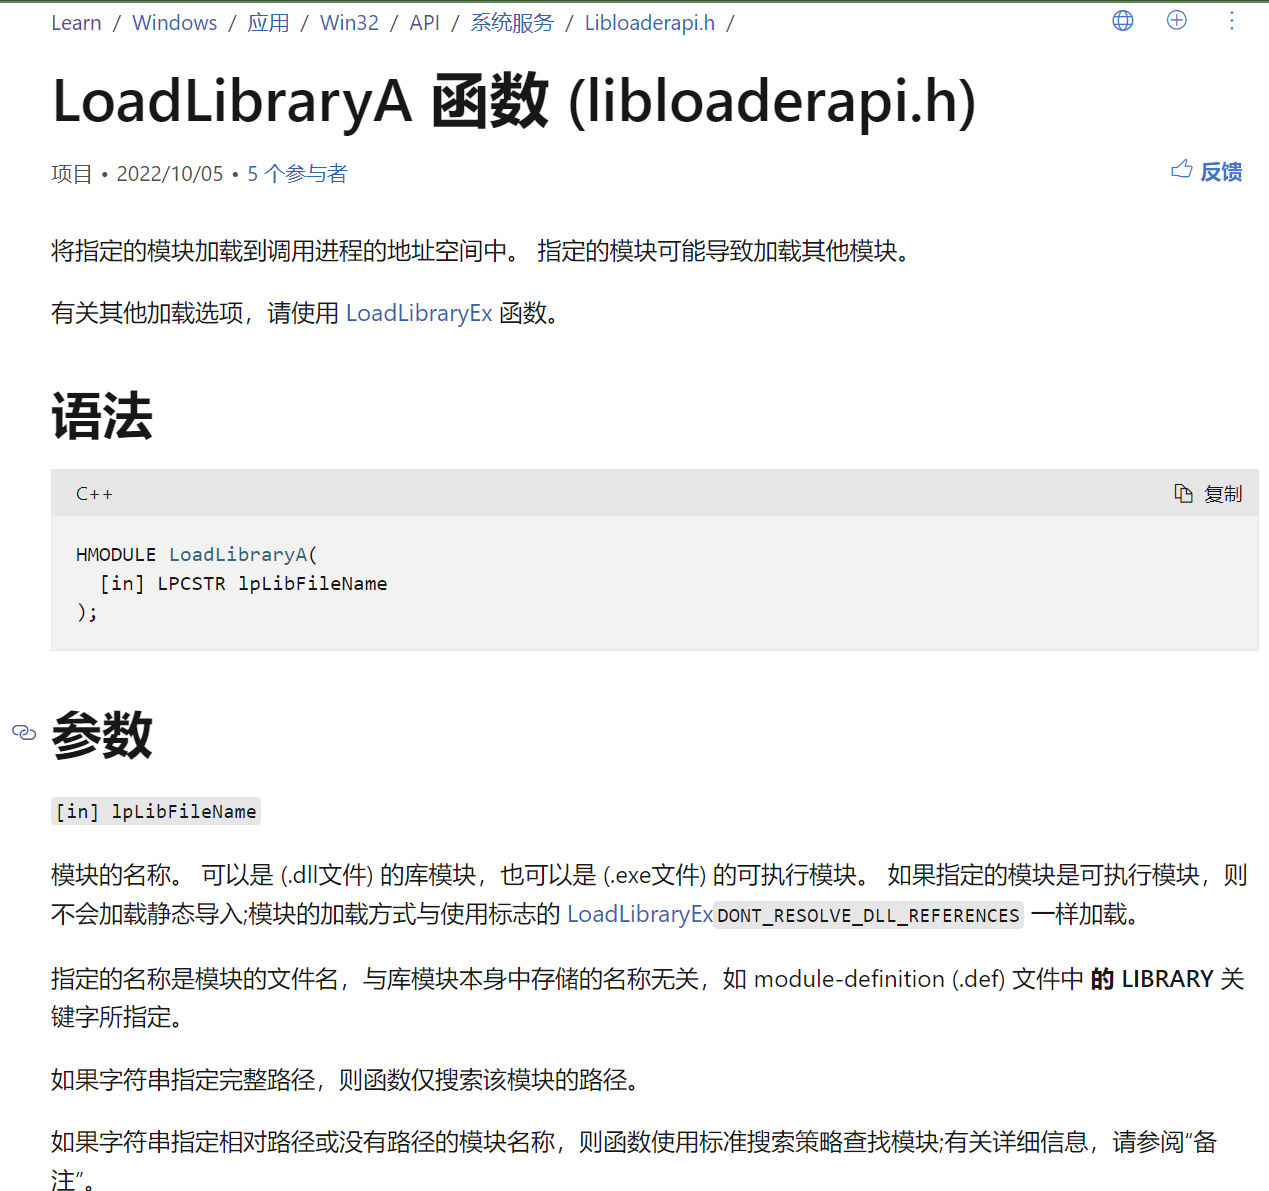 Learn / Windows / 应用 / Win32 / API / 系统服务 / Libloaderapi.h /
LoadLibraryA 函数 (libloaderapi.h)
项目 • 2022/10/05 • 5 个参与者
反馈
将指定的模块加载到调用进程的地址空间中。 指定的模块可能导致加载其他模块。
有关其他加载选项，请使用 LoadLibraryEx 函数。
语法
C++
复制
HMODULE LoadLibraryA(
  [in] LPCSTR lpLibFileName
);
参数
[in] lpLibFileName
模块的名称。 可以是 (.dll文件) 的库模块，也可以是 (.exe文件) 的可执行模块。 如果指定的模块是可执行模块，则
不会加载静态导入;模块的加载方式与使用标志的 LoadLibraryExDONT_RESOLVE_DLL_REFERENCES 一样加载。
指定的名称是模块的文件名，与库模块本身中存储的名称无关，如 module-definition (.def) 文件中 的 LIBRARY 关
键字所指定。
如果字符串指定完整路径，则函数仅搜索该模块的路径。
如果字符串指定相对路径或没有路径的模块名称，则函数使用标准搜索策略查找模块;有关详细信息，请参阅“备
注”。